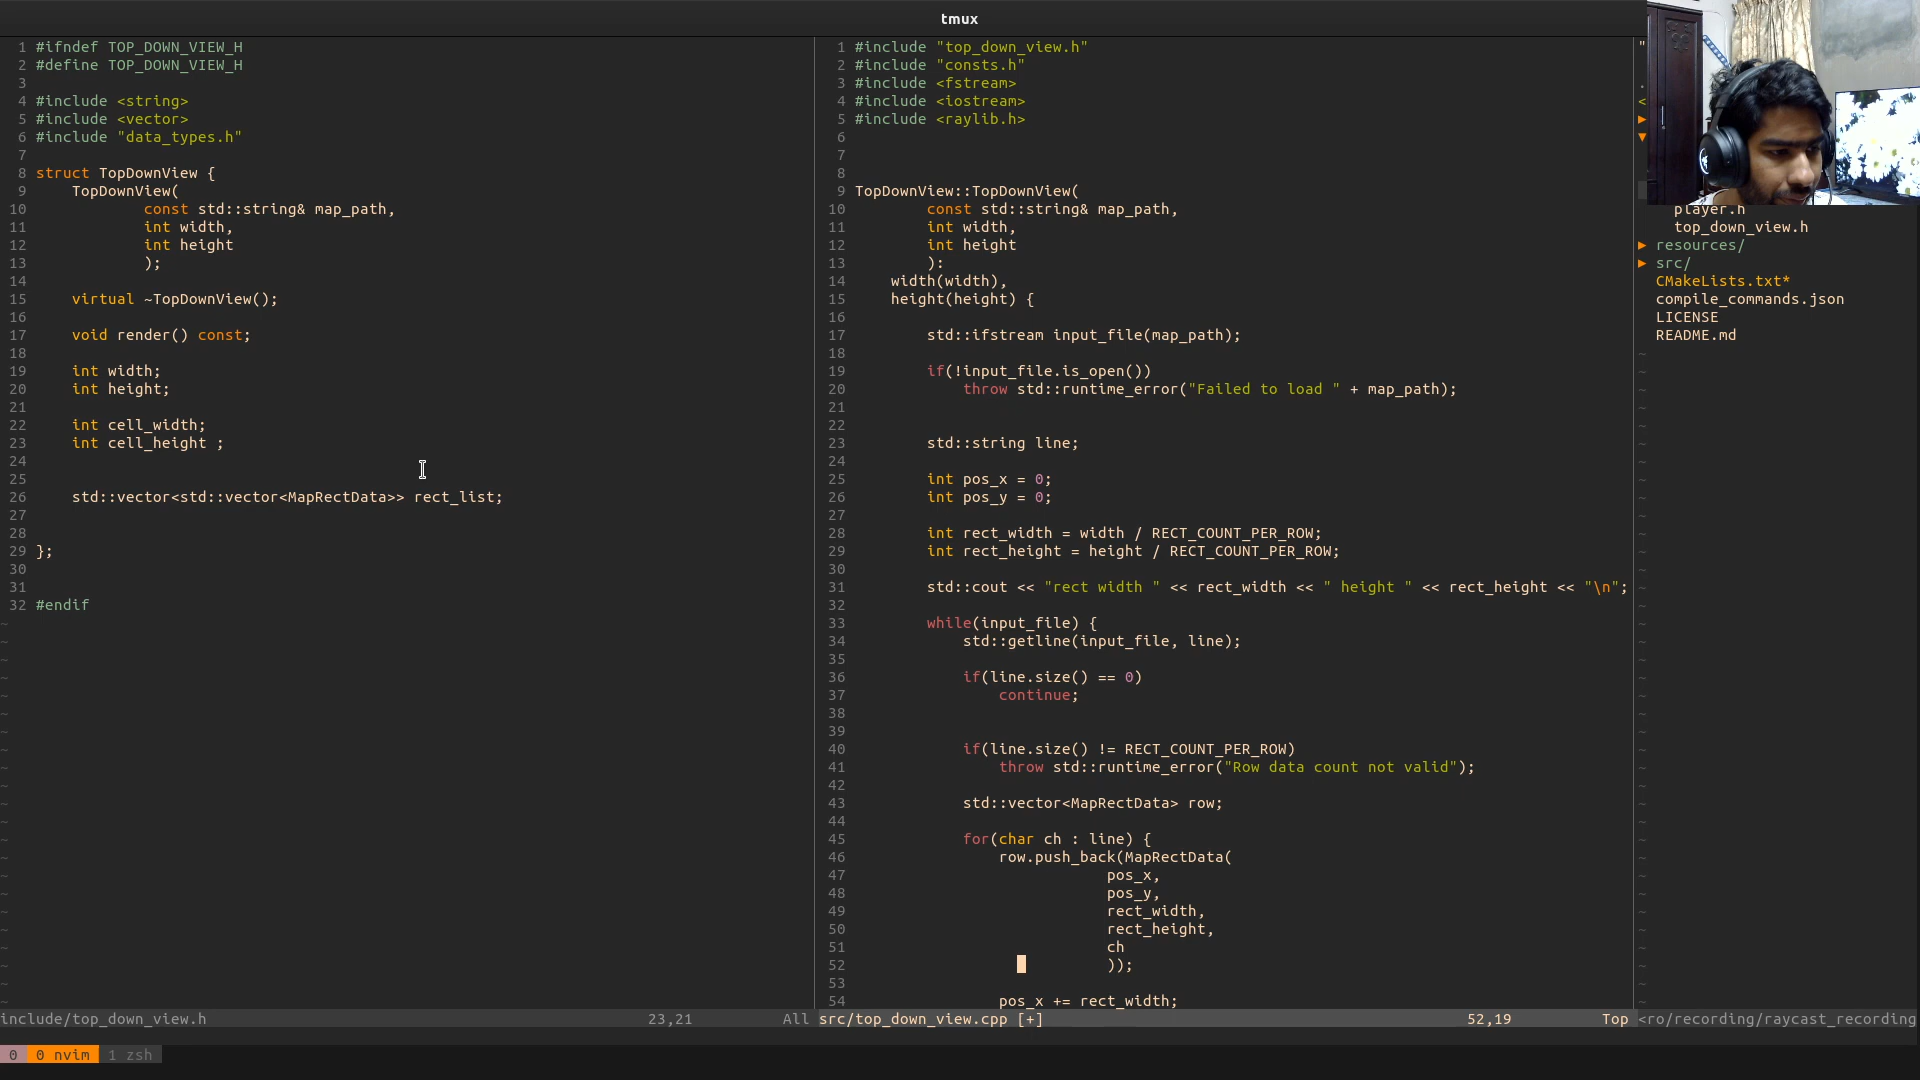 tmux
1 #ifndef TOP_DOWN_VIEW_H
2 #define TOP_DOWN_VIEW_H
3
4 #include <string>
5 #include <vector>
6 #include "data_types.h"
7
8 struct TopDownView {
9 TopDownView(
10 const std::string& map_path,
11 int width,
12 int height
13 );
14
15 virtual ~TopDownView();
16
17 void render() const;
18
19 int width;
20 int height;
21
22 int cell_width;
23 int cell_height ;
24
25
26 std::vector<std::vector<MapRectData>> rect_list;
27
28
29 };
30
31
32 #endif
include/top_down_view.h 23,21 All
1 #include "top_down_view.h"
2 #include "consts.h"
3 #include <fstream>
4 #include <iostream>
5 #include <raylib.h>
6
7
8
9 TopDownView::TopDownView(
10 const std::string& map_path,
11 int width,
12 int height
13 ):
14 width(width),
15 height(height) {
16
17 std::ifstream input_file(map_path);
18
19 if(!input_file.is_open())
20 throw std::runtime_error("Failed to load " + map_path);
21
22
23 std::string line;
24
25 int pos_x = 0;
26 int pos_y = 0;
27
28 int rect_width = width / RECT_COUNT_PER_ROW;
29 int rect_height = height / RECT_COUNT_PER_ROW;
30
31 std::cout << "rect width " << rect_width << " height " << rect_height << "\n";
32
33 while(input_file) {
34 std::getline(input_file, line);
35
36 if(line.size() == 0)
37 continue;
38
39
40 if(line.size() != RECT_COUNT_PER_ROW)
41 throw std::runtime_error("Row data count not valid");
42
43 std::vector<MapRectData> row;
44
45 for(char ch : line) {
46 row.push_back(MapRectData(
47 pos_x,
48 pos_y,
49 rect_width,
50 rect_height,
51 ch
52 ));
53
54 pos_x += rect_width;
src/top_down_view.cpp [+] 52,19 Top
player.h
top_down_view.h
▶ resources/
▶ src/
CMakeLists.txt*
compile_commands.json
LICENSE
README.md
<ro/recording/raycast_recording
0 0 nvim 1 zsh